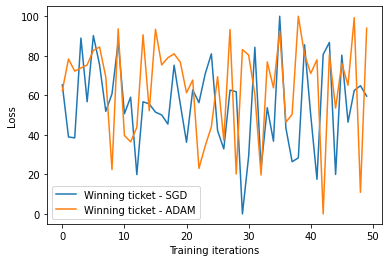 100
80
60
40
20
0
Loss
Winning ticket - SGD
Winning ticket - ADAM
0 10 20 30 40 50
Training iterations